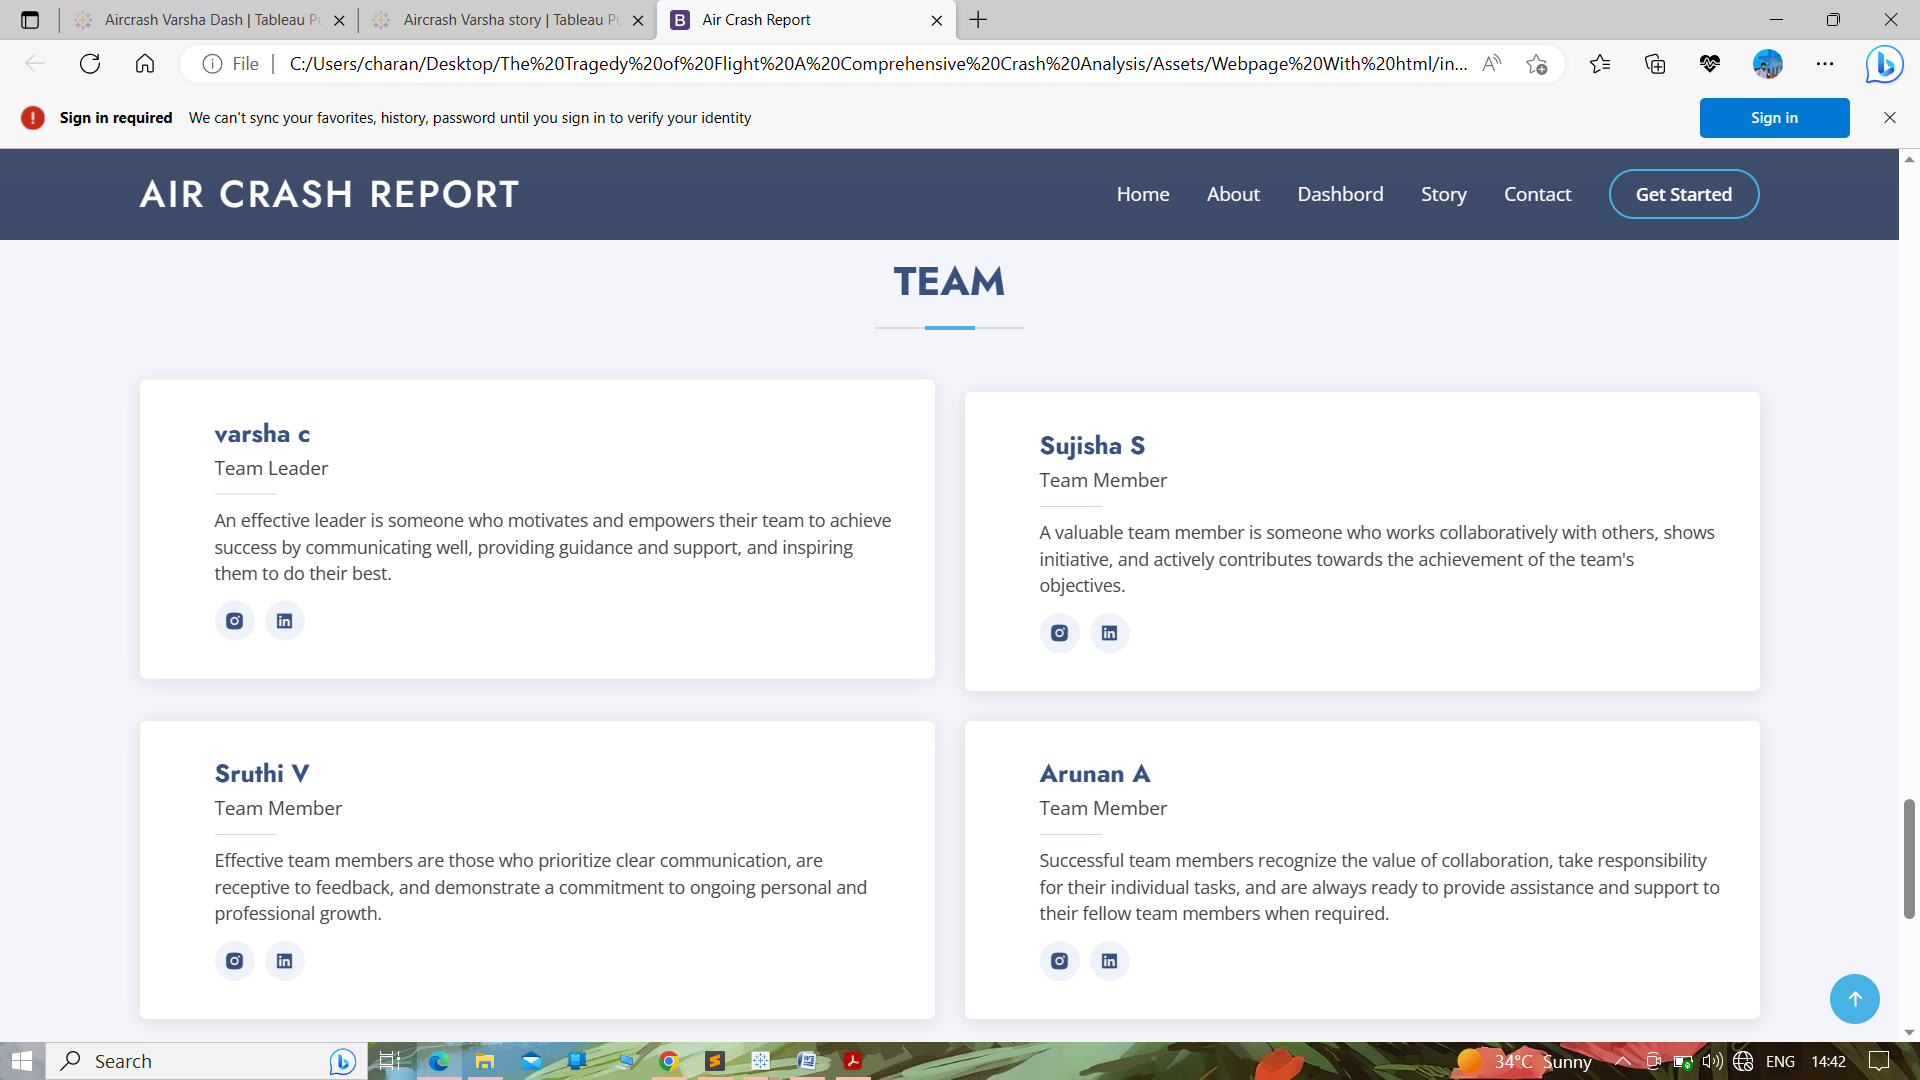 Aircrash Varsha Dash | Tableau Pu
Aircrash Varsha story | Tableau Pu
Air Crash Report
File
C:/Users/charan/Desktop/The%20Tragedy%20of%20Flight%20A%20Comprehensive%20Crash%20Analysis/Assets/Webpage%20With%20html/in...
Sign in required We can't sync your favorites, history, password until you sign in to verify your identity
Sign in
AIR CRASH REPORT
Home
About
Dashbord
Story
Contact
Get Started
TEAM
varsha c
Team Leader
An effective leader is someone who motivates and empowers their team to achieve
success by communicating well, providing guidance and support, and inspiring
them to do their best.
Sujisha S
Team Member
A valuable team member is someone who works collaboratively with others, shows
initiative, and actively contributes towards the achievement of the team's
objectives.
Sruthi V
Team Member
Effective team members are those who prioritize clear communication, are
receptive to feedback, and demonstrate a commitment to ongoing personal and
professional growth.
Arunan A
Team Member
Successful team members recognize the value of collaboration, take responsibility
for their individual tasks, and are always ready to provide assistance and support to
their fellow team members when required.
Search
34°C Sunny
ENG
14:42